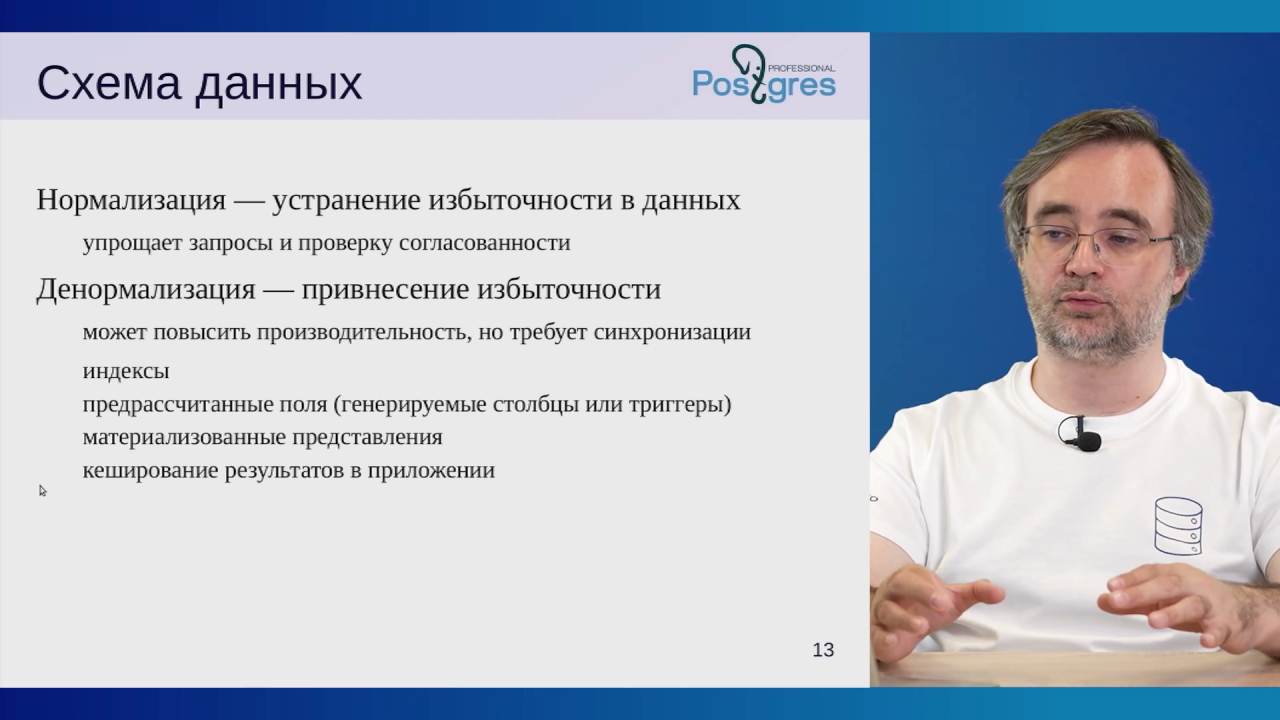 Схема данных
PROFESSIONAL
Postgres
Нормализация — устранение избыточности в данных
упрощает запросы и проверку согласованности
Денормализация — привнесение избыточности
может повысить производительность, но требует синхронизации
индексы
предрассчитанные поля (генерируемые столбцы или триггеры)
материализованные представления
кеширование результатов в приложении
13